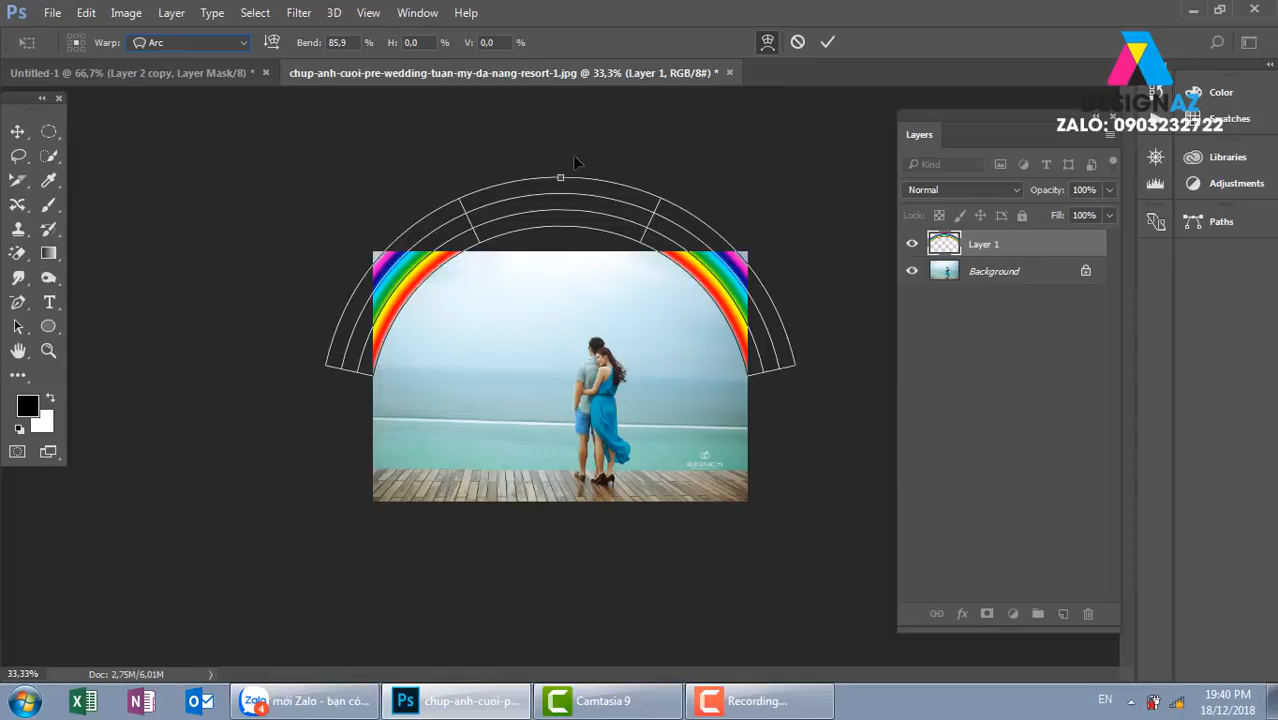 Ps File Edit Image Layer Type Select Filter 3D View Window Help
Warp: Arc Bend: 85,9 % H: 0,0 % V: 0,0 %
Untitled-1 @ 66,7% (Layer 2 copy, Layer Mask/8) * × chup-anh-cuoi-pre-wedding-tuan-my-da-nang-resort-1.jpg @ 33,3% (Layer 1, RGB/8#) * ×
DESIGN AZ
ZALO: 0903232722
Color
Swatches
Libraries
Adjustments
Paths
Layers
Kind
Normal Opacity: 100%
Lock: Fill: 100%
Layer 1
Background
33,33% Doc: 2,75M/6,01M
mới Zalo - bạn có... 4 Ps chup-anh-cuoi-p... Camtasia 9 Recording... EN 19:40 PM
18/12/2018